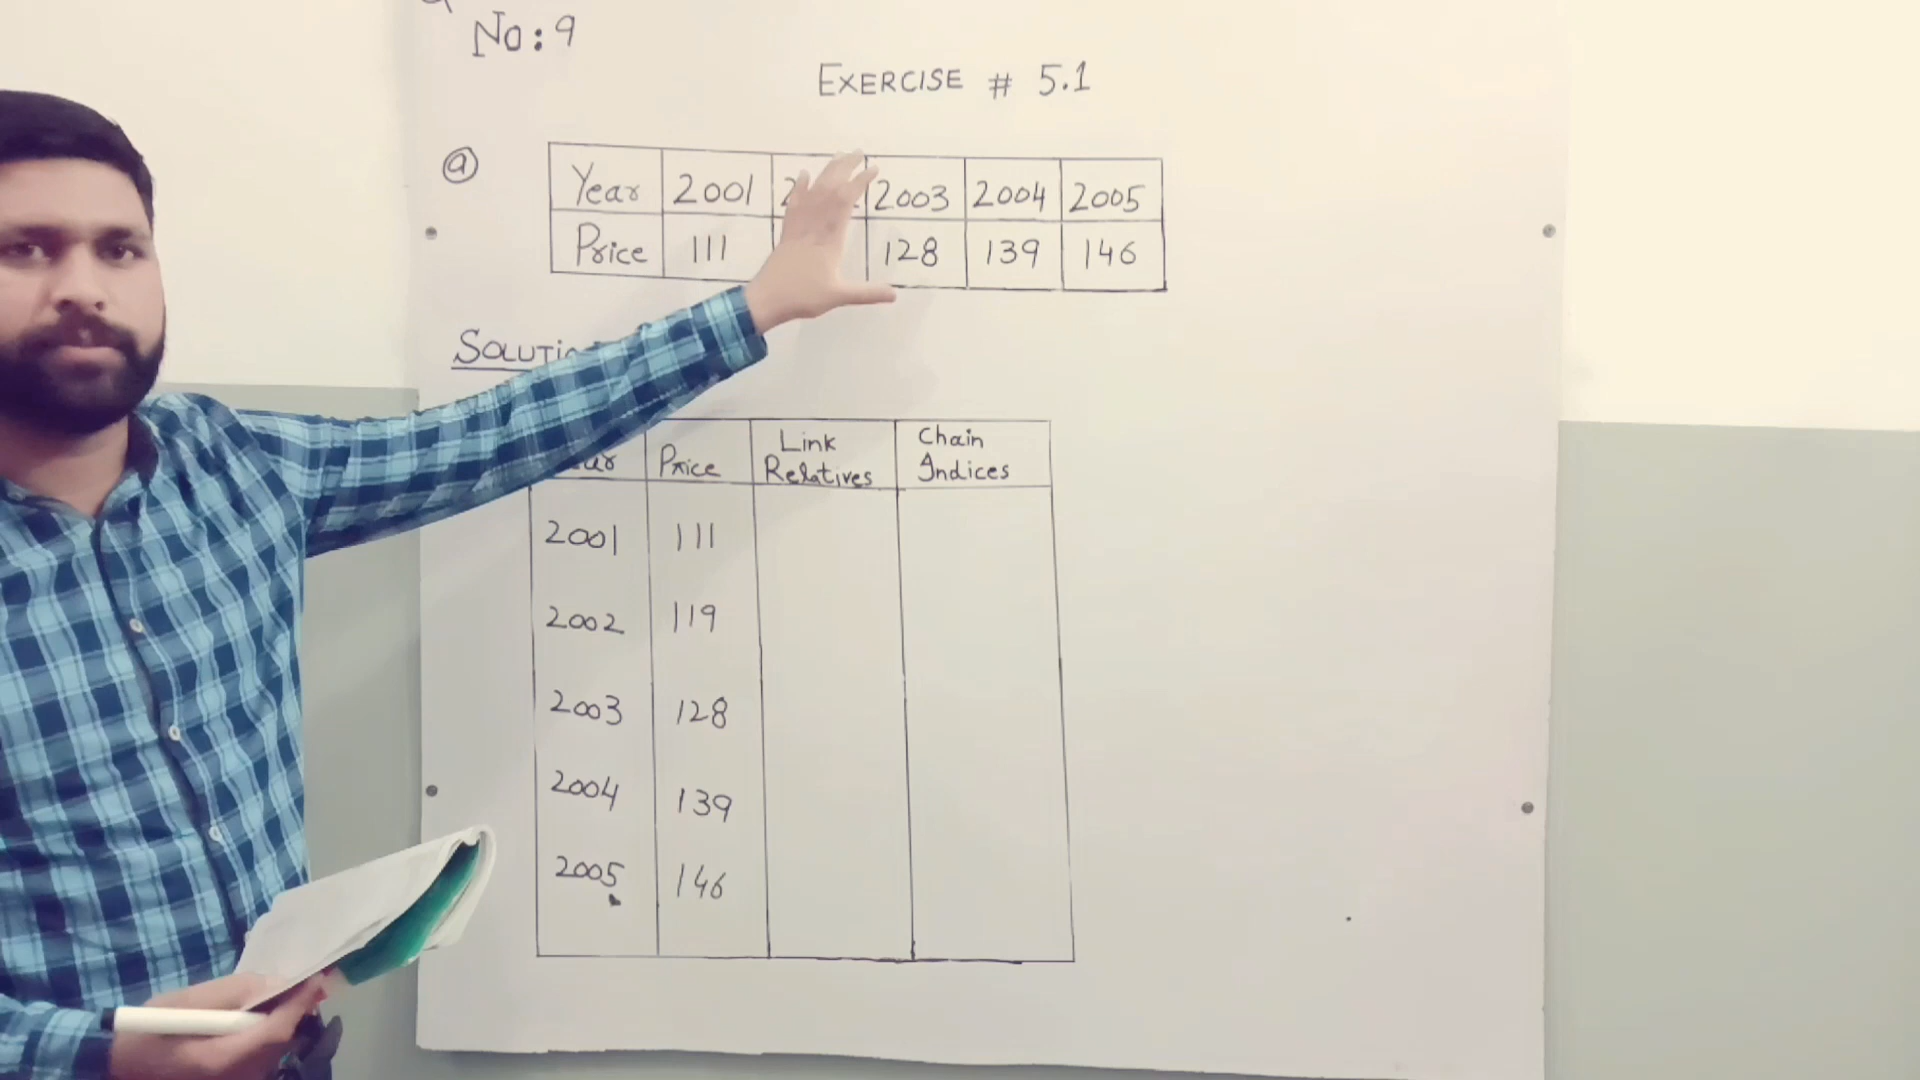 No: 9
EXERCISE # 5.1
a
Year 2001 2003 2004 2005
Price 111 128 139 146
Price Link Relatives Chain Indices
2001 111
2002 119
2003 128
2004 139
2005 146